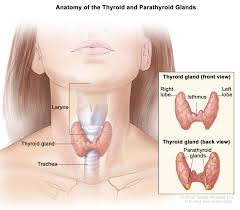 Anatomy of the Thyroid and Parathyroid Glands
Larynx
Thyroid gland
Trachea
Thyroid gland (front view)
Right lobe
Left lobe
Isthmus
Thyroid gland (back view)
Parathyroid glands